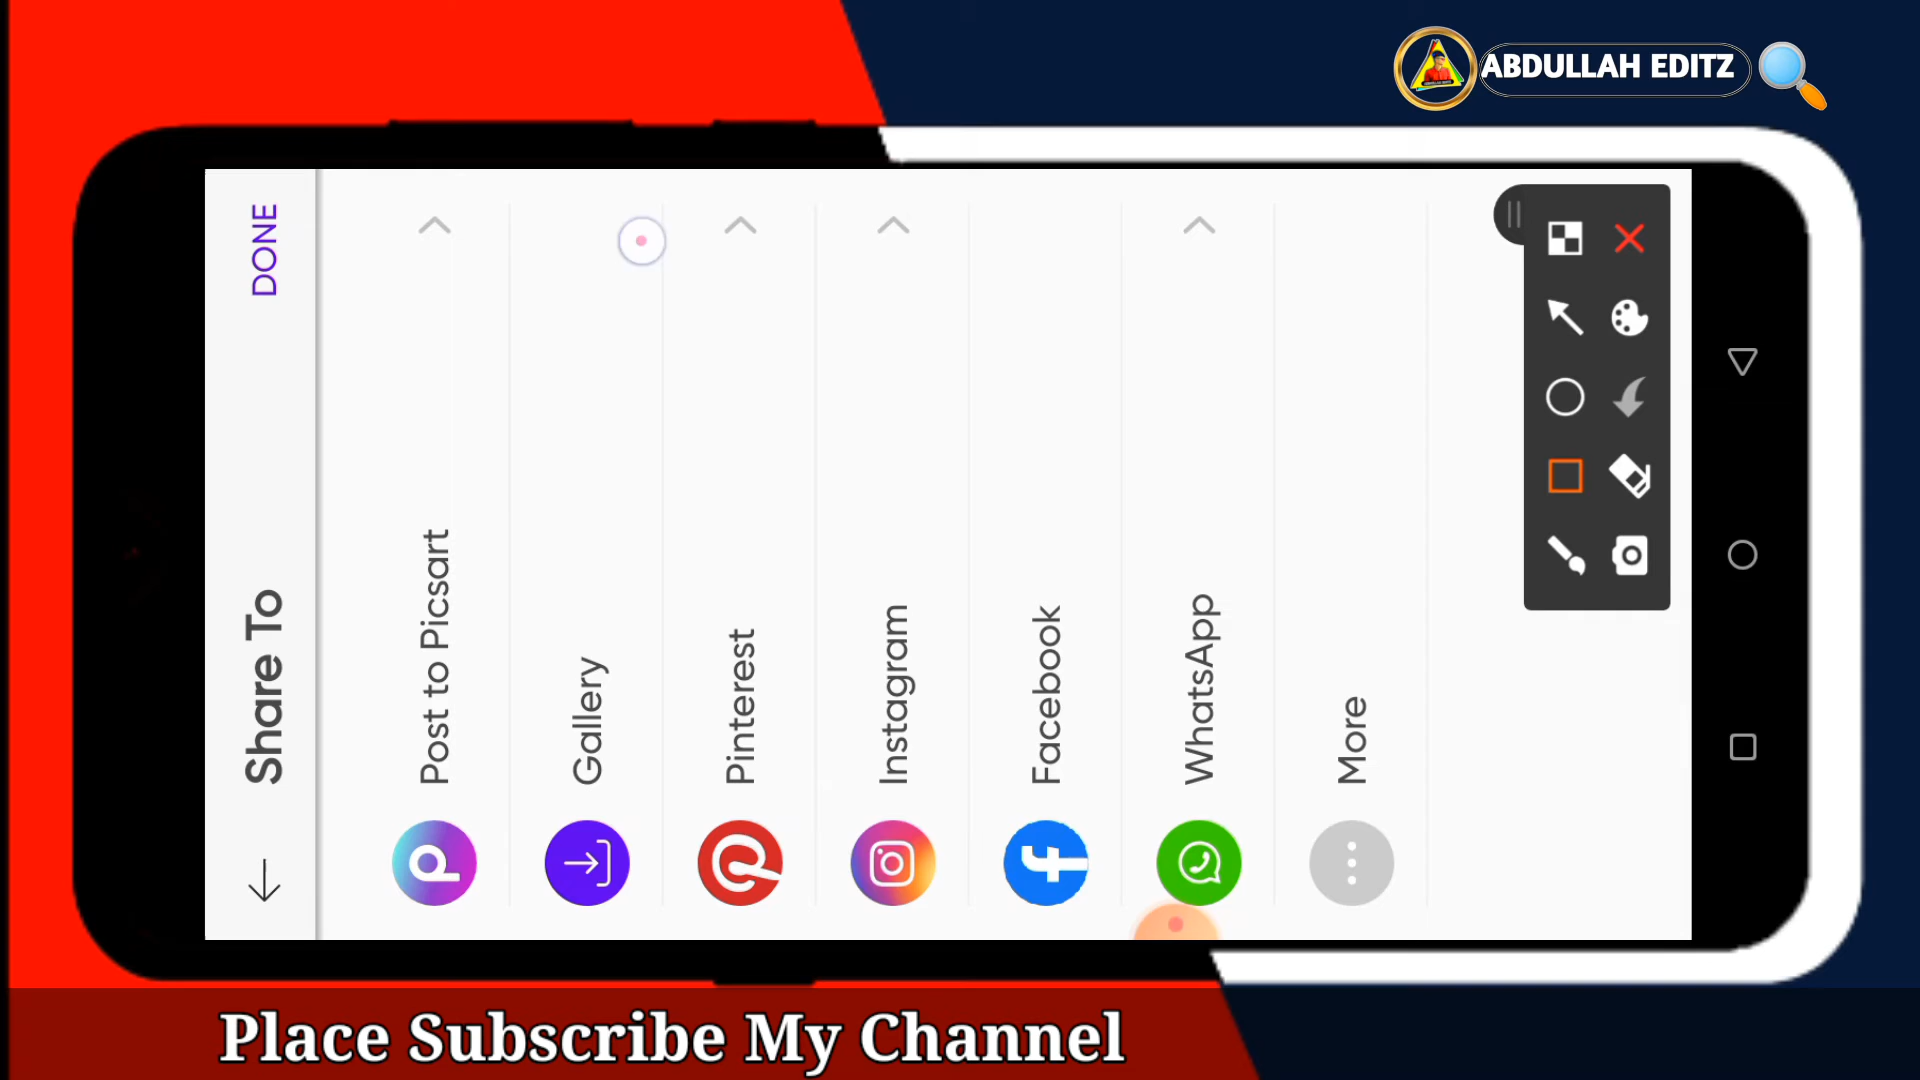 ABDULLAH EDITZ
DONE
Share To
Post to Picsart
Gallery
Pinterest
Instagram
Facebook
WhatsApp
More
Place Subscribe My Channel